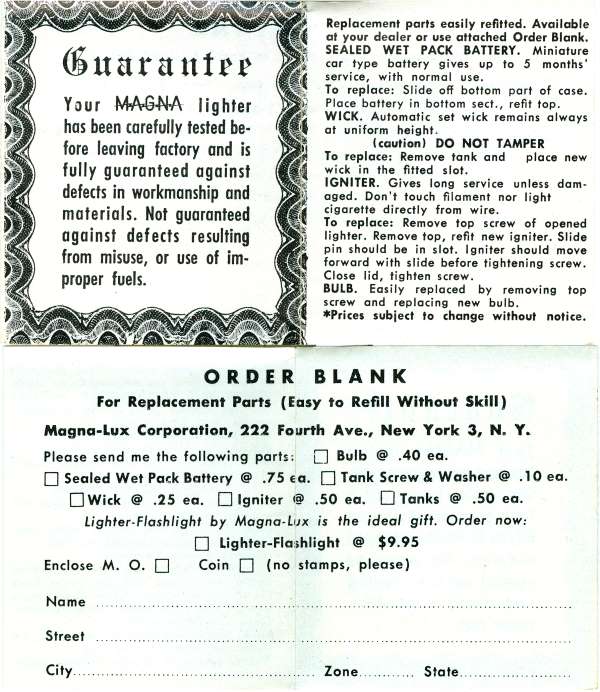 Guarantee
Your MAGNA lighter
has been carefully tested be-
fore leaving factory and is
fully guaranteed against
defects in workmanship and
materials. Not guaranteed
against defects resulting
from misuse, or use of im-
proper fuels.
Replacement parts easily refitted. Available
at your dealer or use attached Order Blank.
SEALED WET PACK BATTERY. Miniature
car type battery gives up to 5 months'
service, with normal use.
To replace: Slide off bottom part of case.
Place battery in bottom sect., refit top.
WICK. Automatic set wick remains always
at uniform height.
(caution) DO NOT TAMPER
To replace: Remove tank and place new
wick in the fitted slot.
IGNITER. Gives long service unless dam-
aged. Don't touch filament nor light
cigarette directly from wire.
To replace: Remove top screw of opened
lighter. Remove top, refit new igniter. Slide
pin should be in slot. Igniter should move
forward with slide before tightening screw.
Close lid, tighten screw.
BULB. Easily replaced by removing top
screw and replacing new bulb.
*Prices subject to change without notice.
ORDER BLANK
For Replacement Parts (Easy to Refill Without Skill)
Magna-Lux Corporation, 222 Fourth Ave., New York 3, N. Y.
Please send me the following parts: □ Bulb @ .40 ea.
□ Sealed Wet Pack Battery @ .75 ea. □ Tank Screw & Washer @ .10 ea.
□ Wick @ .25 ea. □ Igniter @ .50 ea. □ Tanks @ .50 ea.
Lighter-Flashlight by Magna-Lux is the ideal gift. Order now:
□ Lighter-Flashlight @ $9.95
Enclose M. O. □ Coin □ (no stamps, please)
Name
Street
City Zone State